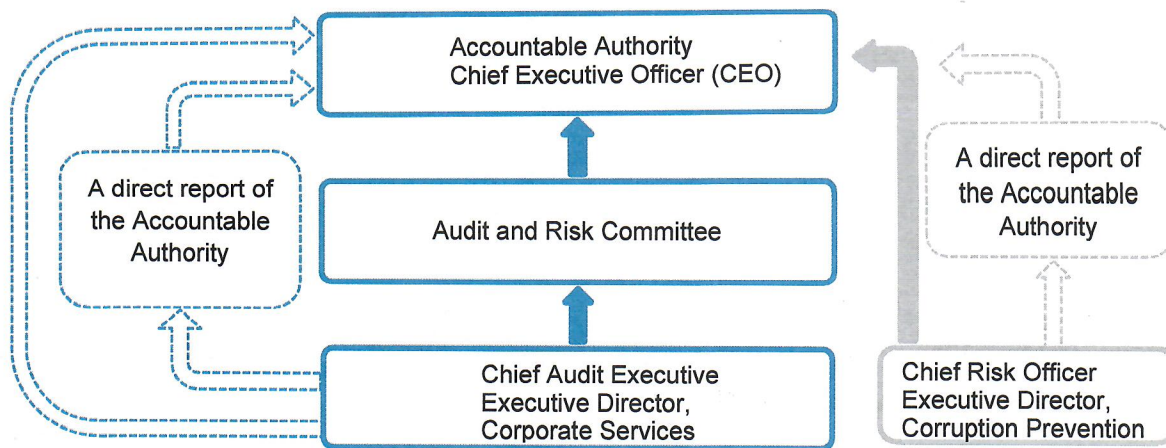 Accountable Authority
Chief Executive Officer (CEO)
A direct report of
the Accountable
Authority
Audit and Risk Committee
A direct report of
the Accountable
Authority
Chief Audit Executive
Executive Director,
Corporate Services
Chief Risk Officer
Executive Director,
Corruption Prevention